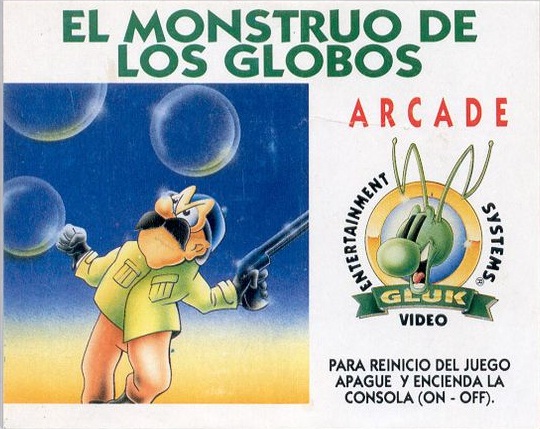 EL MONSTRUO DE
LOS GLOBOS
ARCADE
ENTERTAINMENT
SYSTEMS
®
GLUK
VIDEO
PARA REINICIO DEL JUEGO
APAGUE Y ENCIENDA LA
CONSOLA (ON - OFF).